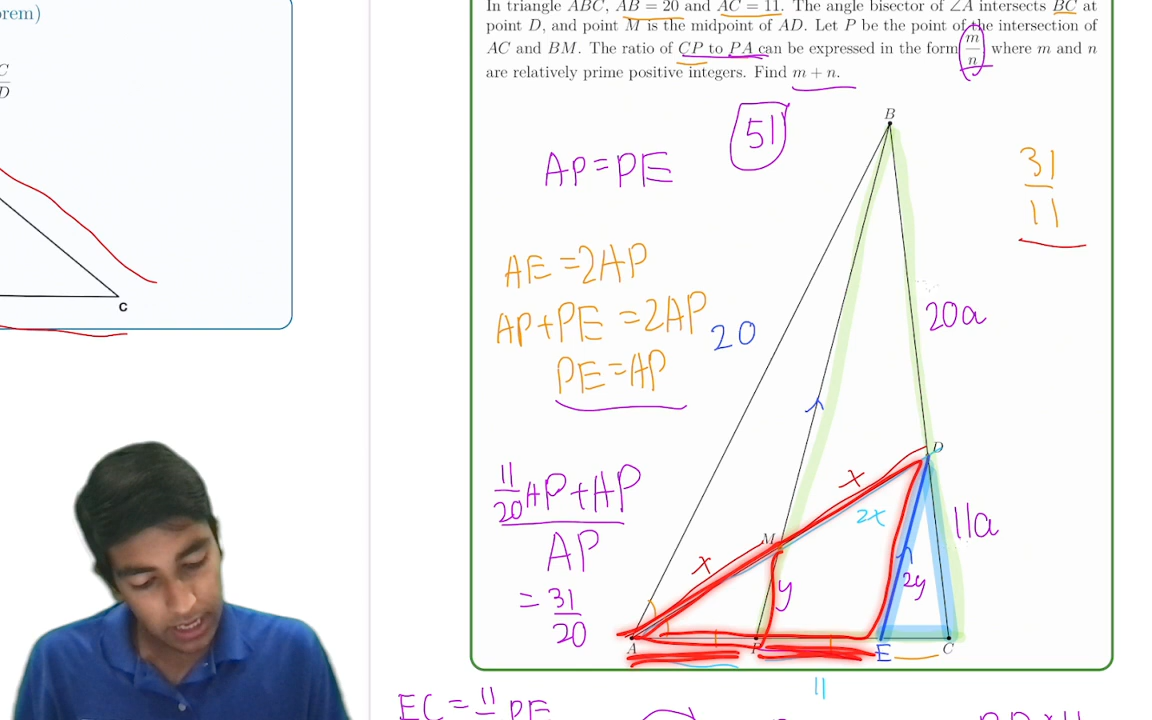 orem)
C
D
C
In triangle ABC, AB = 20 and AC = 11. The angle bisector of ∠A intersects BC at
point D, and point M is the midpoint of AD. Let P be the point of the intersection of
AC and BM. The ratio of CP to PA can be expressed in the form m/n where m and n
are relatively prime positive integers. Find m + n.
B
51
AP=PE
31
11
AE=2AP
AP+PE=2AP
PE=AP
20
20a
D
11/20 AP+AP
AP
= 31/20
x
2x
11a
M
x
y
2y
A
E
C
11
EC=11 PE